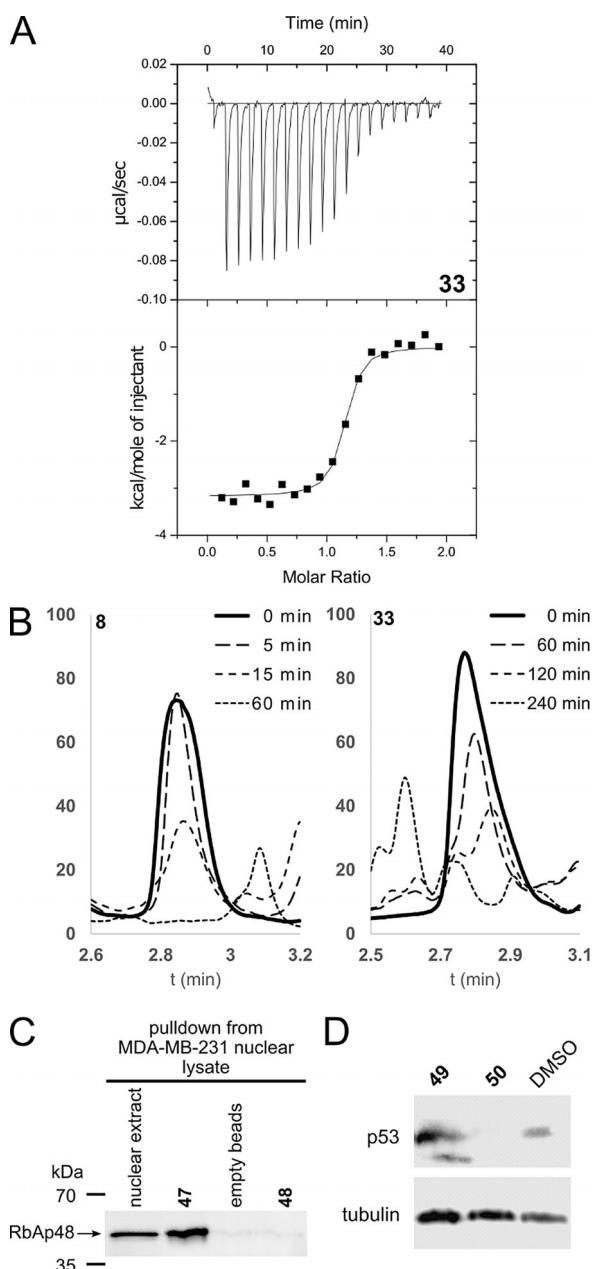 A
Time (min)
0 10 20 30 40
0.02
0.00
-0.02
-0.04
-0.06
-0.08
-0.10
µcal/sec
33
0
-2
-4
kcal/mole of injectant
0.0 0.5 1.0 1.5 2.0
Molar Ratio
B
100
80
60
40
20
0
8
0 min
5 min
15 min
60 min
2.6 2.8 3 3.2
t (min)
100
80
60
40
20
0
33
0 min
60 min
120 min
240 min
2.5 2.7 2.9 3.1
t (min)
C
pulldown from
MDA-MB-231 nuclear
lysate
nuclear extract
47
empty beads
48
kDa
70
RbAp48
35
D
49 50 DMSO
p53
tubulin